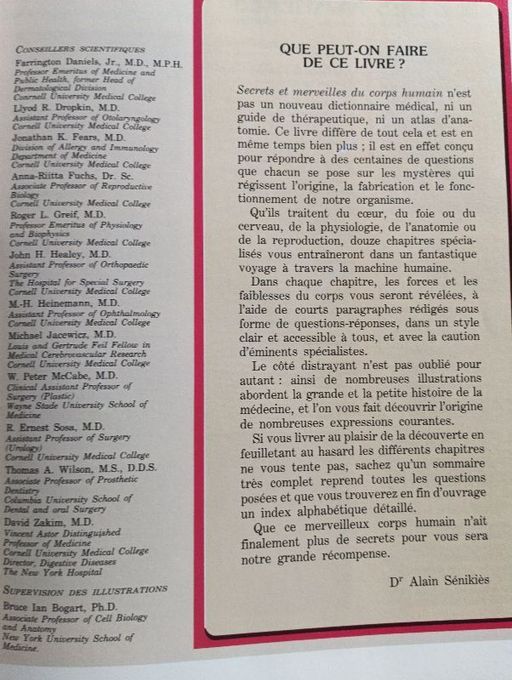 CONSEILLERS SCIENTIFIQUES
Farrington Daniels, Jr., M.D., M.P.H.
Professor Emeritus of Medicine and
Public Health, former Head of
Dermatological Division
Conrnell University Medical College
Llyod R. Dropkin, M.D.
Assistant Professor of Otolaryngology
Cornell University Medical College
Jonathan K. Fears, M.D.
Division of Allergy and Immunology
Department of Medicine
Cornell University Medical College
Anna-Riitta Fuchs, Dr. Sc.
Associate Professor of Reproductive
Biology
Cornell University Medical College
Roger L. Greif, M.D.
Professor Emeritus of Physiology
and Biophysics
Cornell University Medical College
John H. Healey, M.D.
Assistant Professor of Orthopaedic
Surgery
The Hospital for Special Surgery
Cornell University Medical College
M.-H. Heinemann, M.D.
Assistant Professor of Ophthalmology
Cornell University Medical College
Michael Jacewicz, M.D.
Louis and Gertrude Feil Fellow in
Medical Cerebrovascular Research
Cornell University Medical College
W. Peter McCabe, M.D.
Clinical Assistant Professor of
Surgery (Plastic)
Wayne Stade University School of
Medicine
R. Ernest Sosa, M.D.
Assistant Professor of Surgery
(Urology)
Cornell University Medical College
Thomas A. Wilson, M.S., D.D.S.
Associate Professor of Prosthetic
Dentistry
Columbia University School of
Dental and oral Surgery
David Zakim, M.D.
Vincent Astor Distinguished
Professor of Medicine
Cornell University Medical College
Director, Digestive Diseases
The New York Hospital
SUPERVISION DES ILLUSTRATIONS
Bruce Ian Bogart, Ph.D.
Associate Professor of Cell Biology
and Anatomy
New York University School of
Medicine.
QUE PEUT-ON FAIRE
DE CE LIVRE ?
Secrets et merveilles du corps humain n'est
pas un nouveau dictionnaire médical, ni un
guide de thérapeutique, ni un atlas d'ana-
tomie. Ce livre diffère de tout cela et est en
même temps bien plus ; il est en effet conçu
pour répondre à des centaines de questions
que chacun se pose sur les mystères qui
régissent l'origine, la fabrication et le fonc-
tionnement de notre organisme.
Qu'ils traitent du cœur, du foie ou du
cerveau, de la physiologie, de l'anatomie ou
de la reproduction, douze chapitres spécia-
lisés vous entraîneront dans un fantastique
voyage à travers la machine humaine.
Dans chaque chapitre, les forces et les
faiblesses du corps vous seront révélées, à
l'aide de courts paragraphes rédigés sous
forme de questions-réponses, dans un style
clair et accessible à tous, et avec la caution
d'éminents spécialistes.
Le côté distrayant n'est pas oublié pour
autant : ainsi de nombreuses illustrations
abordent la grande et la petite histoire de la
médecine, et l'on vous fait découvrir l'origine
de nombreuses expressions courantes.
Si vous livrer au plaisir de la découverte en
feuilletant au hasard les différents chapitres
ne vous tente pas, sachez qu'un sommaire
très complet reprend toutes les questions
posées et que vous trouverez en fin d'ouvrage
un index alphabétique détaillé.
Que ce merveilleux corps humain n'ait
finalement plus de secrets pour vous sera
notre grande récompense.
Dr Alain Sénikiès